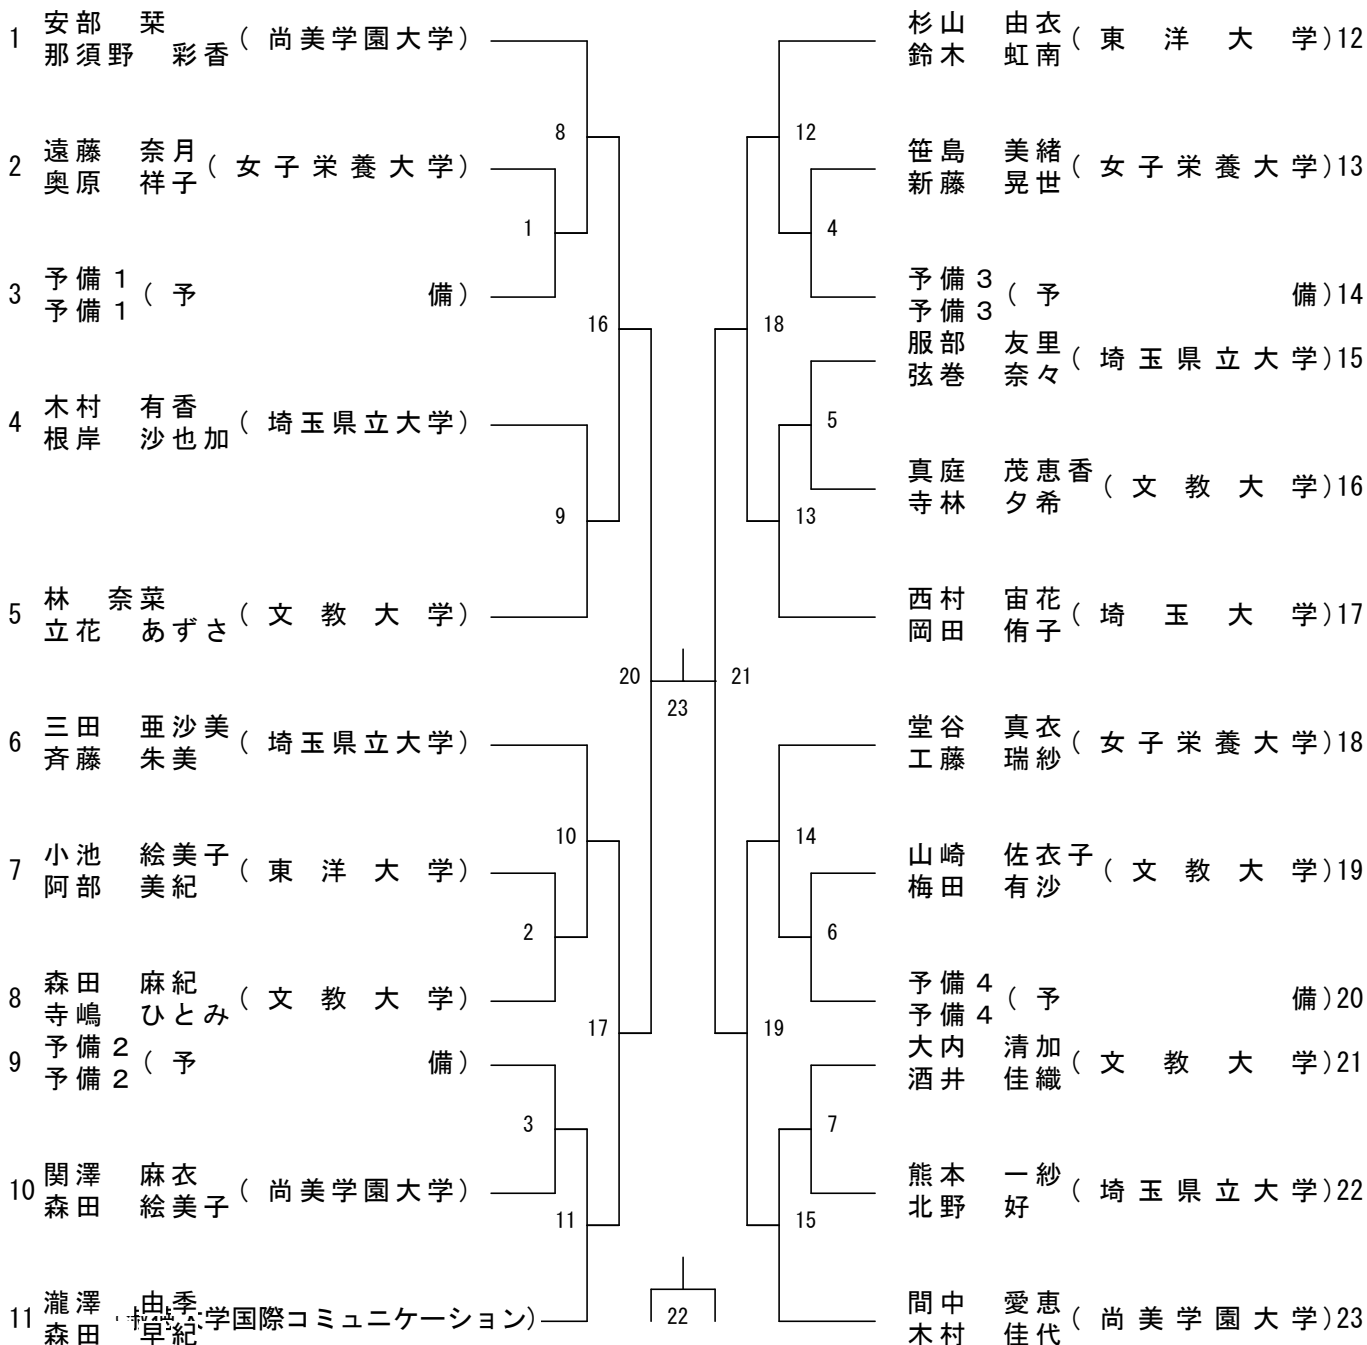 1 安部 栞 (尚美学園大学)
那須野 彩香
2 遠藤 奈月 (女子栄養大学)
奥原 祥子
3 予備1 (予 備)
予備1
4 木村 有香 (埼玉県立大学)
根岸 沙也加
5 林 奈菜 (文教大学)
立花 あずさ
6 三田 亜沙美 (埼玉県立大学)
斉藤 朱美
7 小池 絵美子 (東洋大学)
阿部 美紀
8 森田 麻紀 (文教大学)
寺嶋 ひとみ
9 予備2 (予 備)
予備2
10 関澤 麻衣 (尚美学園大学)
森田 絵美子
11 瀧澤 由季 学国際コミュニケーション)
森田 早紀
8
1
16
9
20
10
2
17
3
11
23
22
12
4
18
5
13
21
14
6
19
7
15
杉山 由衣 (東洋大学)12
鈴木 虹南
笹島 美緒 (女子栄養大学)13
新藤 晃世
予備3 (予 備)14
予備3
服部 友里 (埼玉県立大学)15
弦巻 奈々
真庭 茂恵香 (文教大学)16
寺林 夕希
西村 宙花 (埼玉大学)17
岡田 侑子
堂谷 真衣 (女子栄養大学)18
工藤 瑞紗
山崎 佐衣子 (文教大学)19
梅田 有沙
予備4 (予 備)20
予備4
大内 清加 (文教大学)21
酒井 佳織
熊本 一紗 (埼玉県立大学)22
北野 好
間中 愛恵 (尚美学園大学)23
木村 佳代